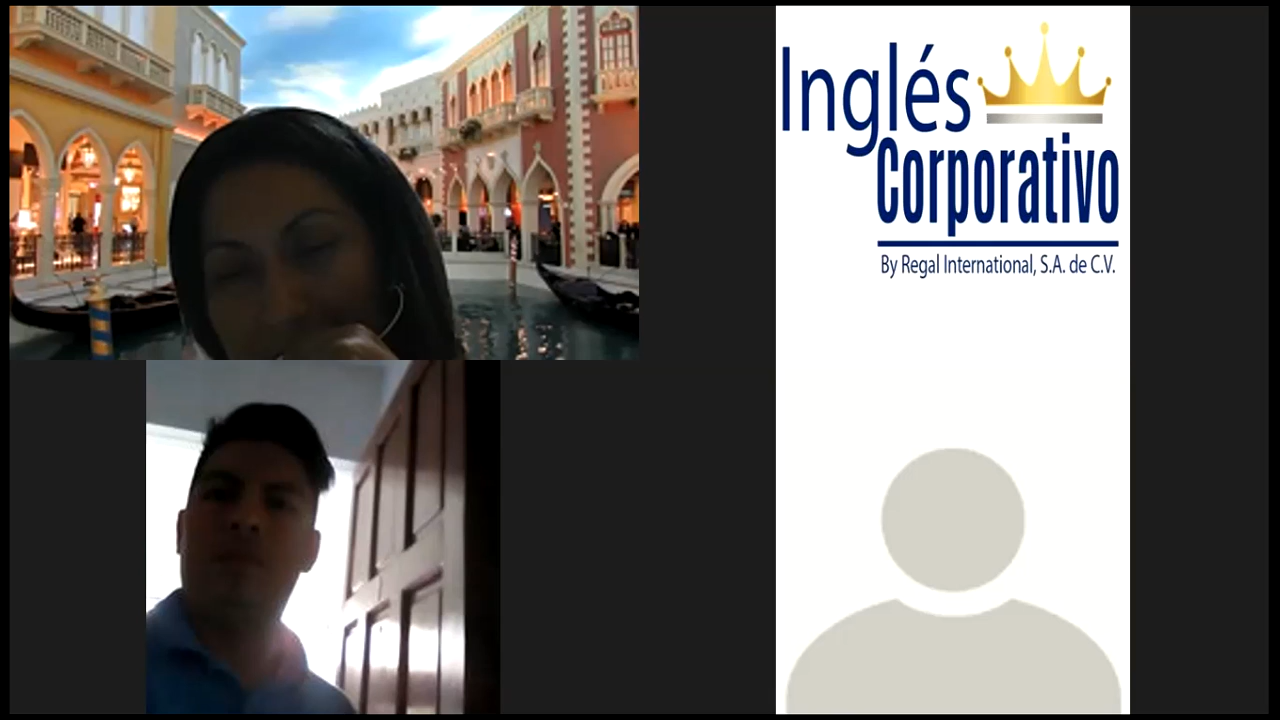 Inglés
Corporativo
By Regal International, S.A. de C.V.